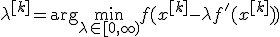 λ^{[k]} = arg min_{λ∈[0,∞)} f(x^{[k]} − λf′(x^{[k]}))